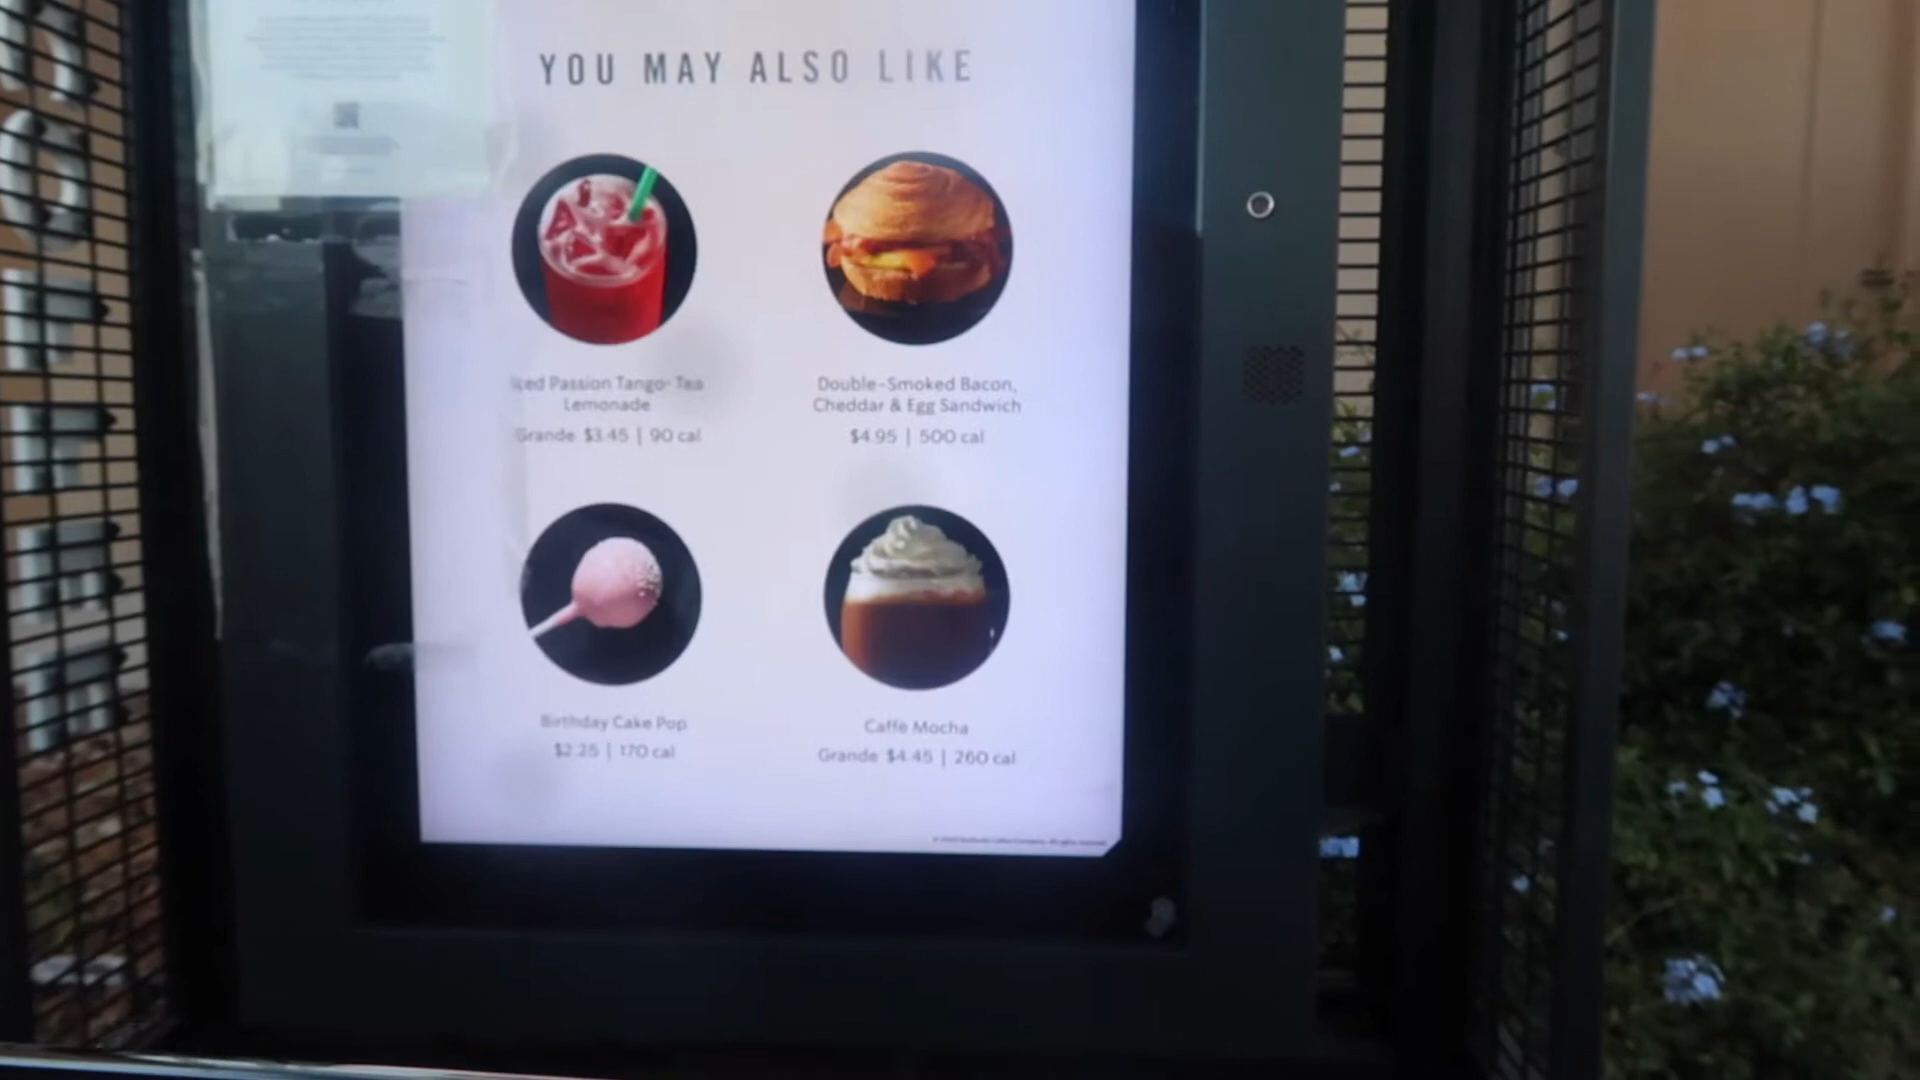 YOU MAY ALSO LIKE
Iced Passion Tango® Tea
Lemonade
Grande $3.45 | 90 cal
Double-Smoked Bacon,
Cheddar & Egg Sandwich
$4.95 | 500 cal
Birthday Cake Pop
$2.25 | 170 cal
Caffè Mocha
Grande $4.45 | 260 cal